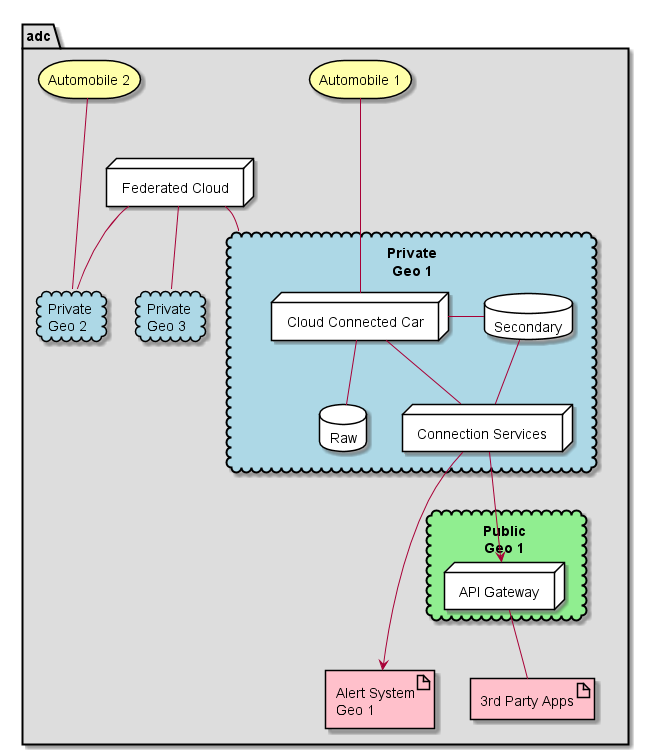 adc
Automobile 2
Automobile 1
Federated Cloud
Private
Geo 1
Private
Geo 2
Private
Geo 3
Cloud Connected Car
Secondary
Raw
Connection Services
Public
Geo 1
API Gateway
Alert System
Geo 1
3rd Party Apps